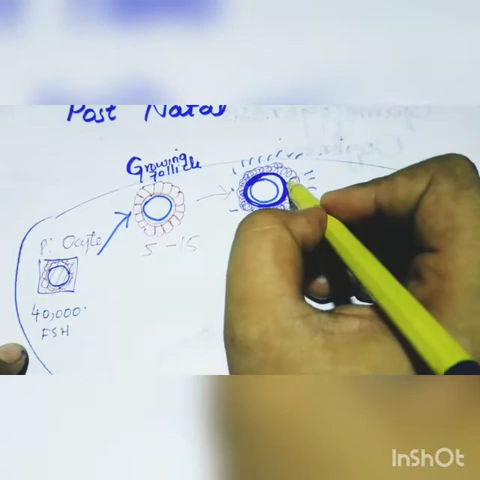 Post Natal
Growing
follicle
P. Oocyte
5-15
40,000
FSH
InShOt